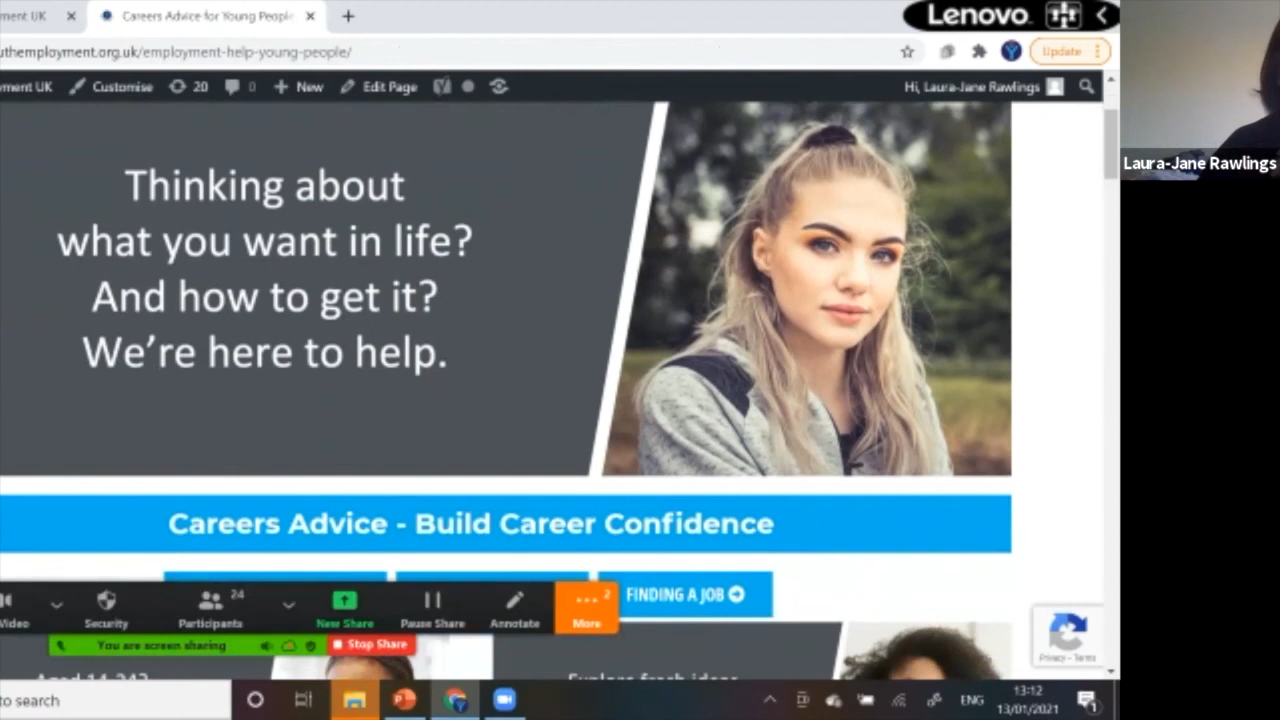 ment UK
Careers Advice for Young People
Lenovo
uthemployment.org.uk/employment-help-young-people/
Update
ment UK
Customise
20
0
New
Edit Page
Hi, Laura-Jane Rawlings
Laura-Jane Rawlings
Thinking about
what you want in life?
And how to get it?
We're here to help.
Careers Advice - Build Career Confidence
FINDING A JOB
Video
Security
Participants
24
New Share
Pause Share
Annotate
More
2
You are screen sharing
Stop Share
Privacy - Terms
Explore fresh ideas
to search
ENG
13:12
13/01/2021
1